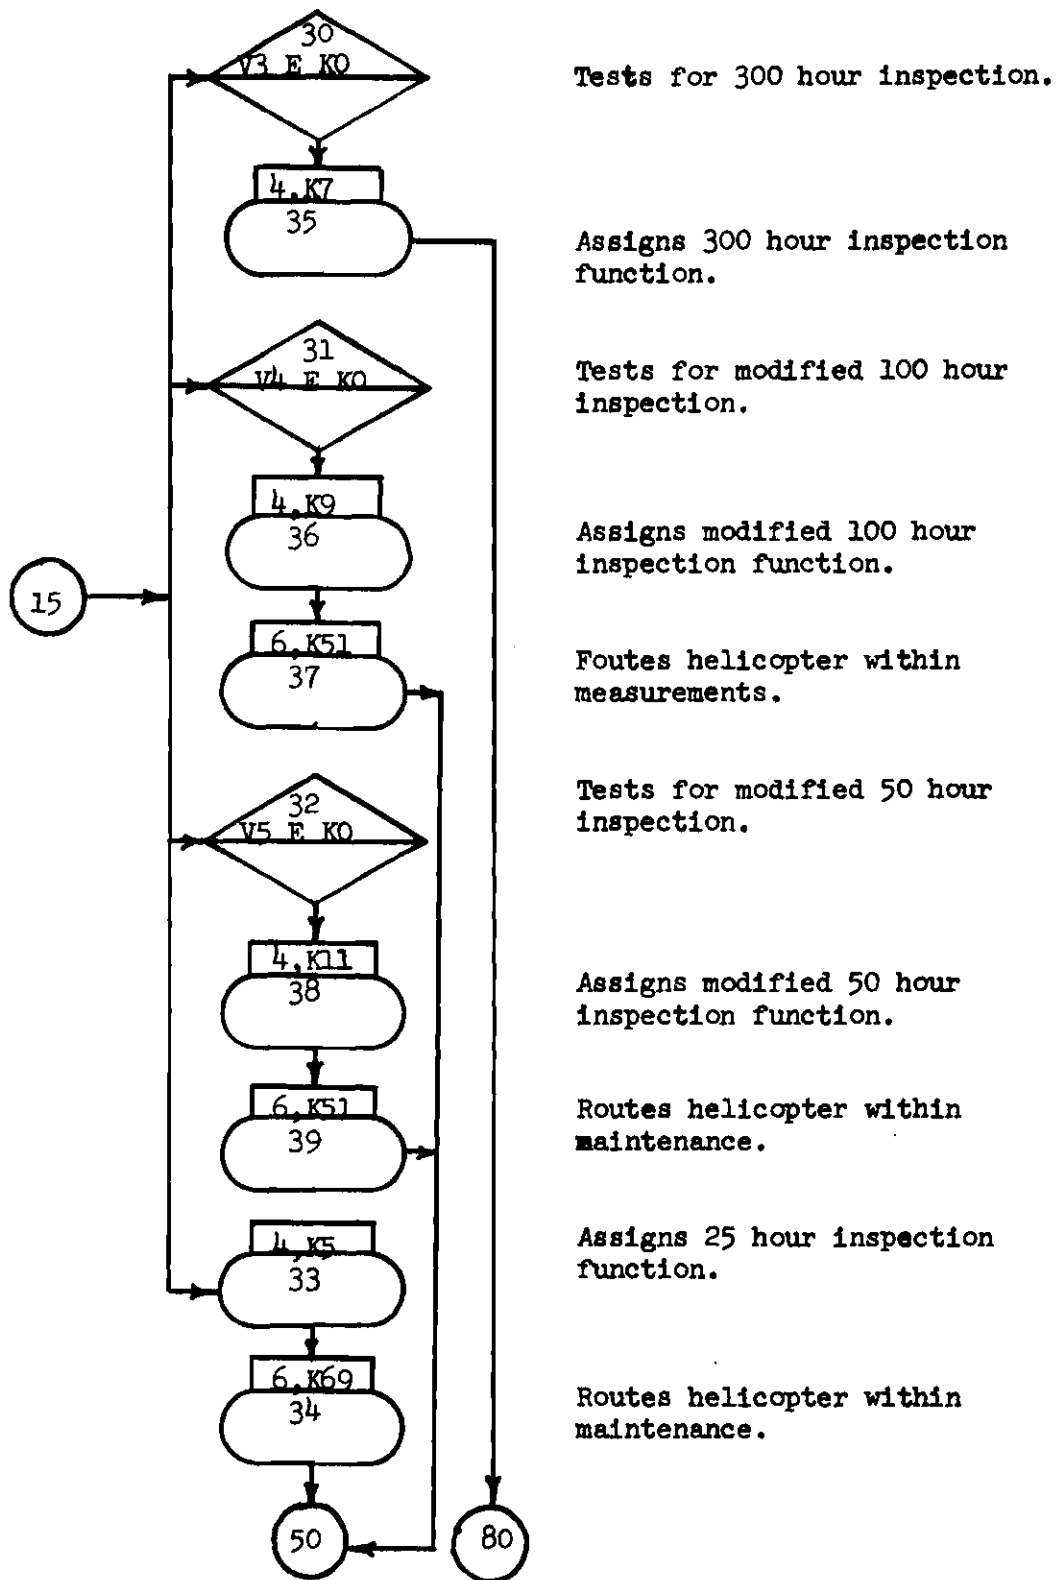 30
V3 E K0
Tests for 300 hour inspection.
4,K7
35
Assigns 300 hour inspection
function.
31
V4 E K0
Tests for modified 100 hour
inspection.
4,K9
36
Assigns modified 100 hour
inspection function.
15
6,K51
37
Foutes helicopter within
measurements.
32
V5 E K0
Tests for modified 50 hour
inspection.
4,K11
38
Assigns modified 50 hour
inspection function.
6,K51
39
Routes helicopter within
maintenance.
4,K5
33
Assigns 25 hour inspection
function.
6,K69
34
Routes helicopter within
maintenance.
50
80